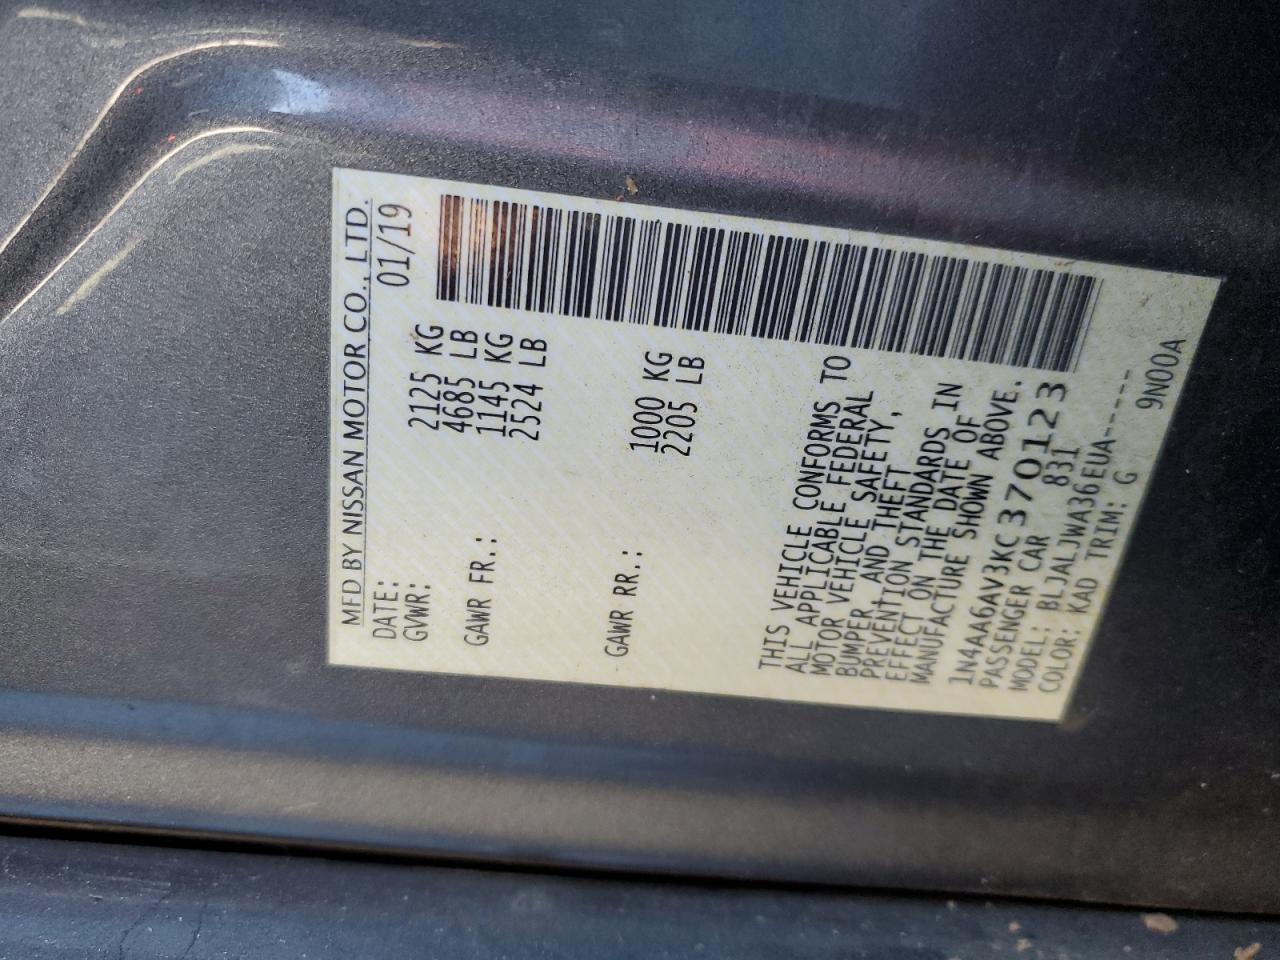 MFD BY NISSAN MOTOR CO., LTD.
DATE: 01/19
GVWR: 2125 KG
4685 LB
GAWR FR.: 1145 KG
2524 LB
GAWR RR.: 1000 KG
2205 LB
THIS VEHICLE CONFORMS TO
ALL APPLICABLE FEDERAL
MOTOR VEHICLE SAFETY,
BUMPER, AND THEFT
PREVENTION STANDARDS IN
EFFECT ON THE DATE OF
MANUFACTURE SHOWN ABOVE.
1N4AA6AV3KC370123
PASSENGER CAR 831
MODEL: BLJALJWA36EUA-----
COLOR: KAD TRIM: G 9N00A